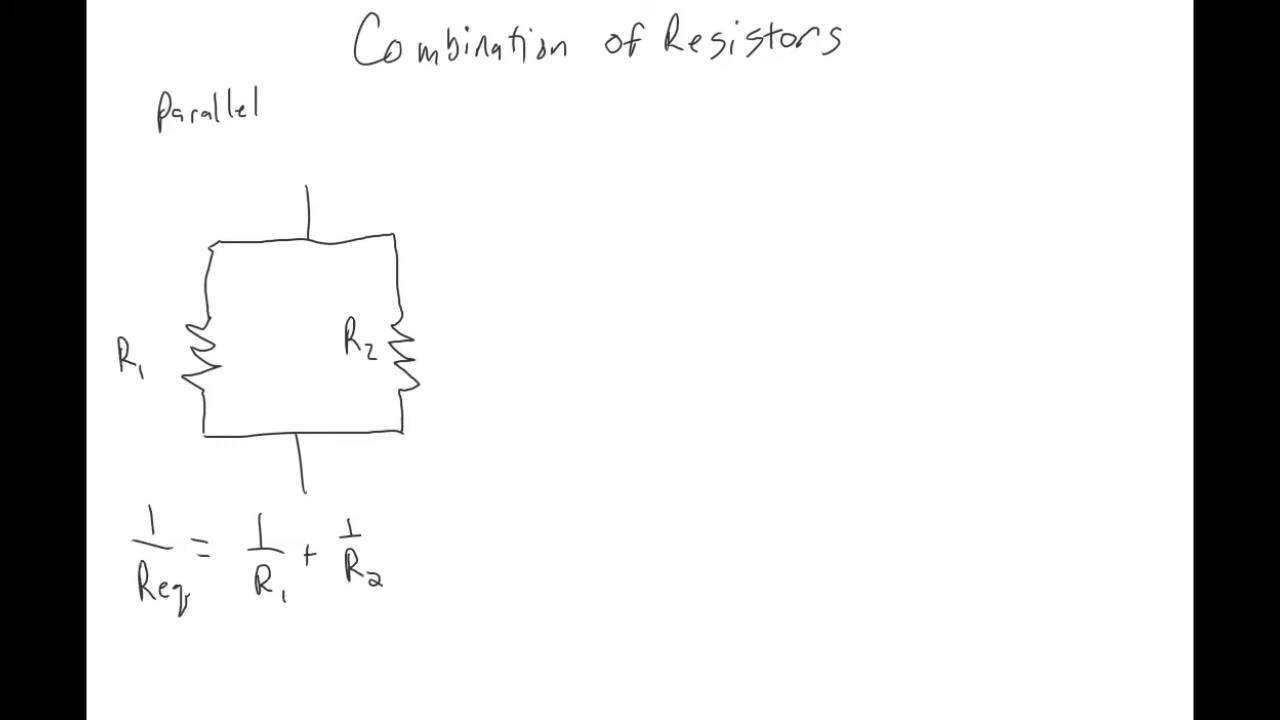 Combination of Resistors
Parallel
R₁
R₂
1/Req = 1/R₁ + 1/R₂